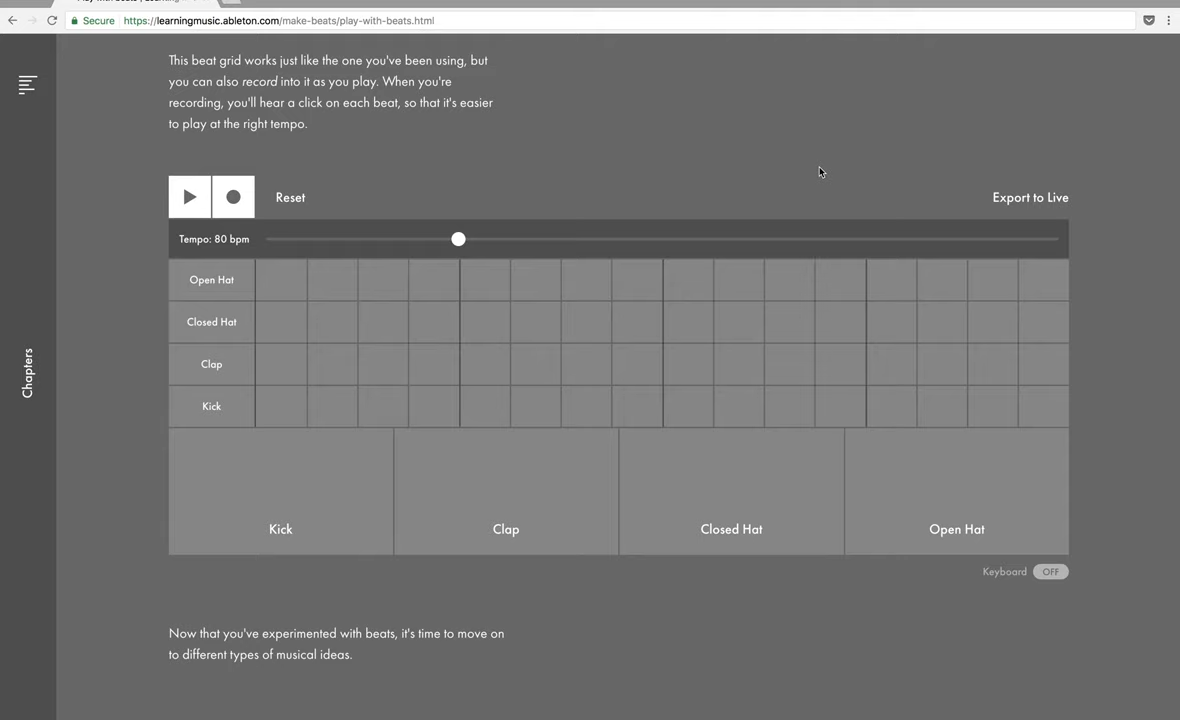 Secure https://learningmusic.ableton.com/make-beats/play-with-beats.html
This beat grid works just like the one you've been using, but
you can also record into it as you play. When you're
recording, you'll hear a click on each beat, so that it's easier
to play at the right tempo.
Reset
Export to Live
Tempo: 80 bpm
Open Hat
Closed Hat
Clap
Kick
Kick Clap Closed Hat Open Hat
Keyboard OFF
Chapters
Now that you've experimented with beats, it's time to move on
to different types of musical ideas.